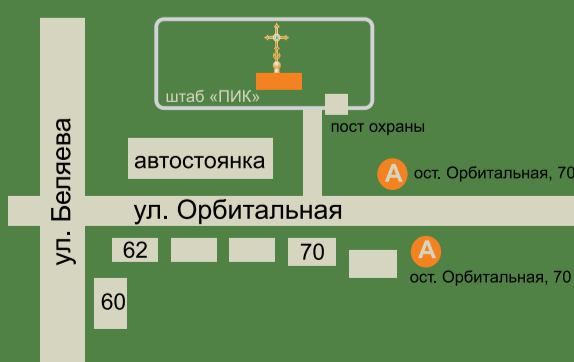 штаб «ПИК»
пост охраны
автостоянка
А ост. Орбитальная, 70
ул. Беляева
ул. Орбитальная
62
70
А
ост. Орбитальная, 70
60